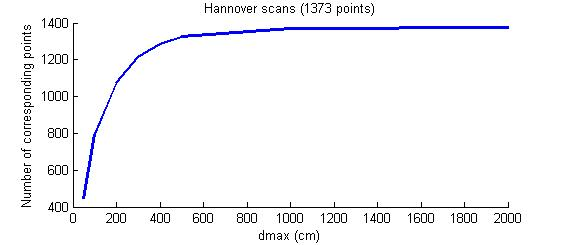 Hannover scans (1373 points)
Number of corresponding points
1400
1200
1000
800
600
400
0 200 400 600 800 1000 1200 1400 1600 1800 2000
dmax (cm)